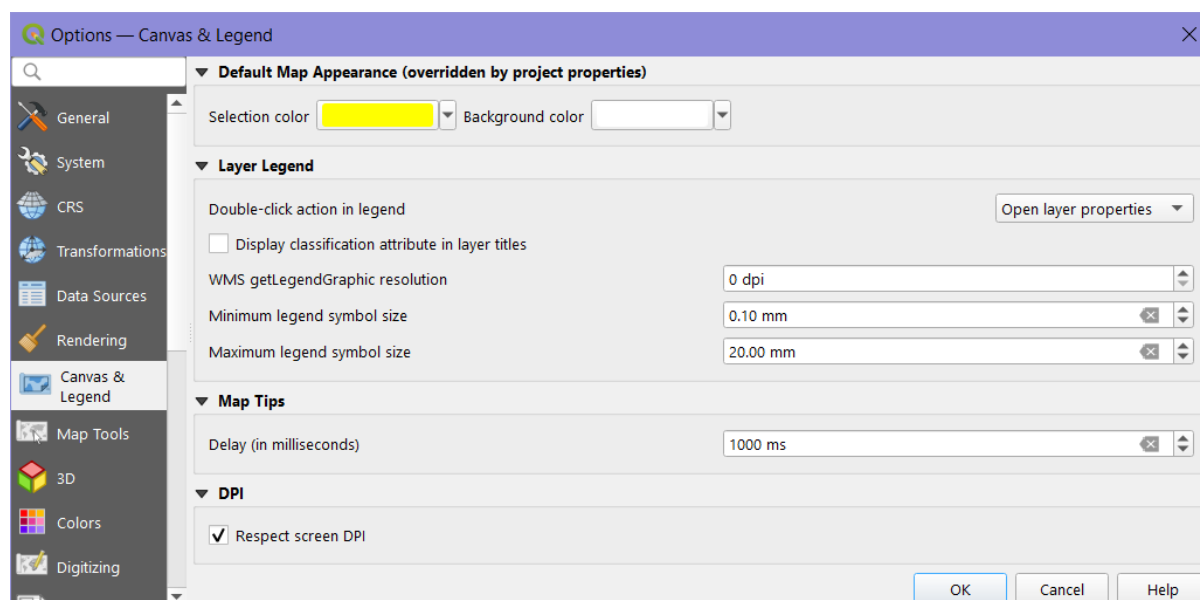 Options — Canvas & Legend
General
System
CRS
Transformations
Data Sources
Rendering
Canvas &
Legend
Map Tools
3D
Colors
Digitizing
Default Map Appearance (overridden by project properties)
Selection color Background color
Layer Legend
Double-click action in legend Open layer properties
Display classification attribute in layer titles
WMS getLegendGraphic resolution 0 dpi
Minimum legend symbol size 0.10 mm
Maximum legend symbol size 20.00 mm
Map Tips
Delay (in milliseconds) 1000 ms
DPI
Respect screen DPI
OK Cancel Help